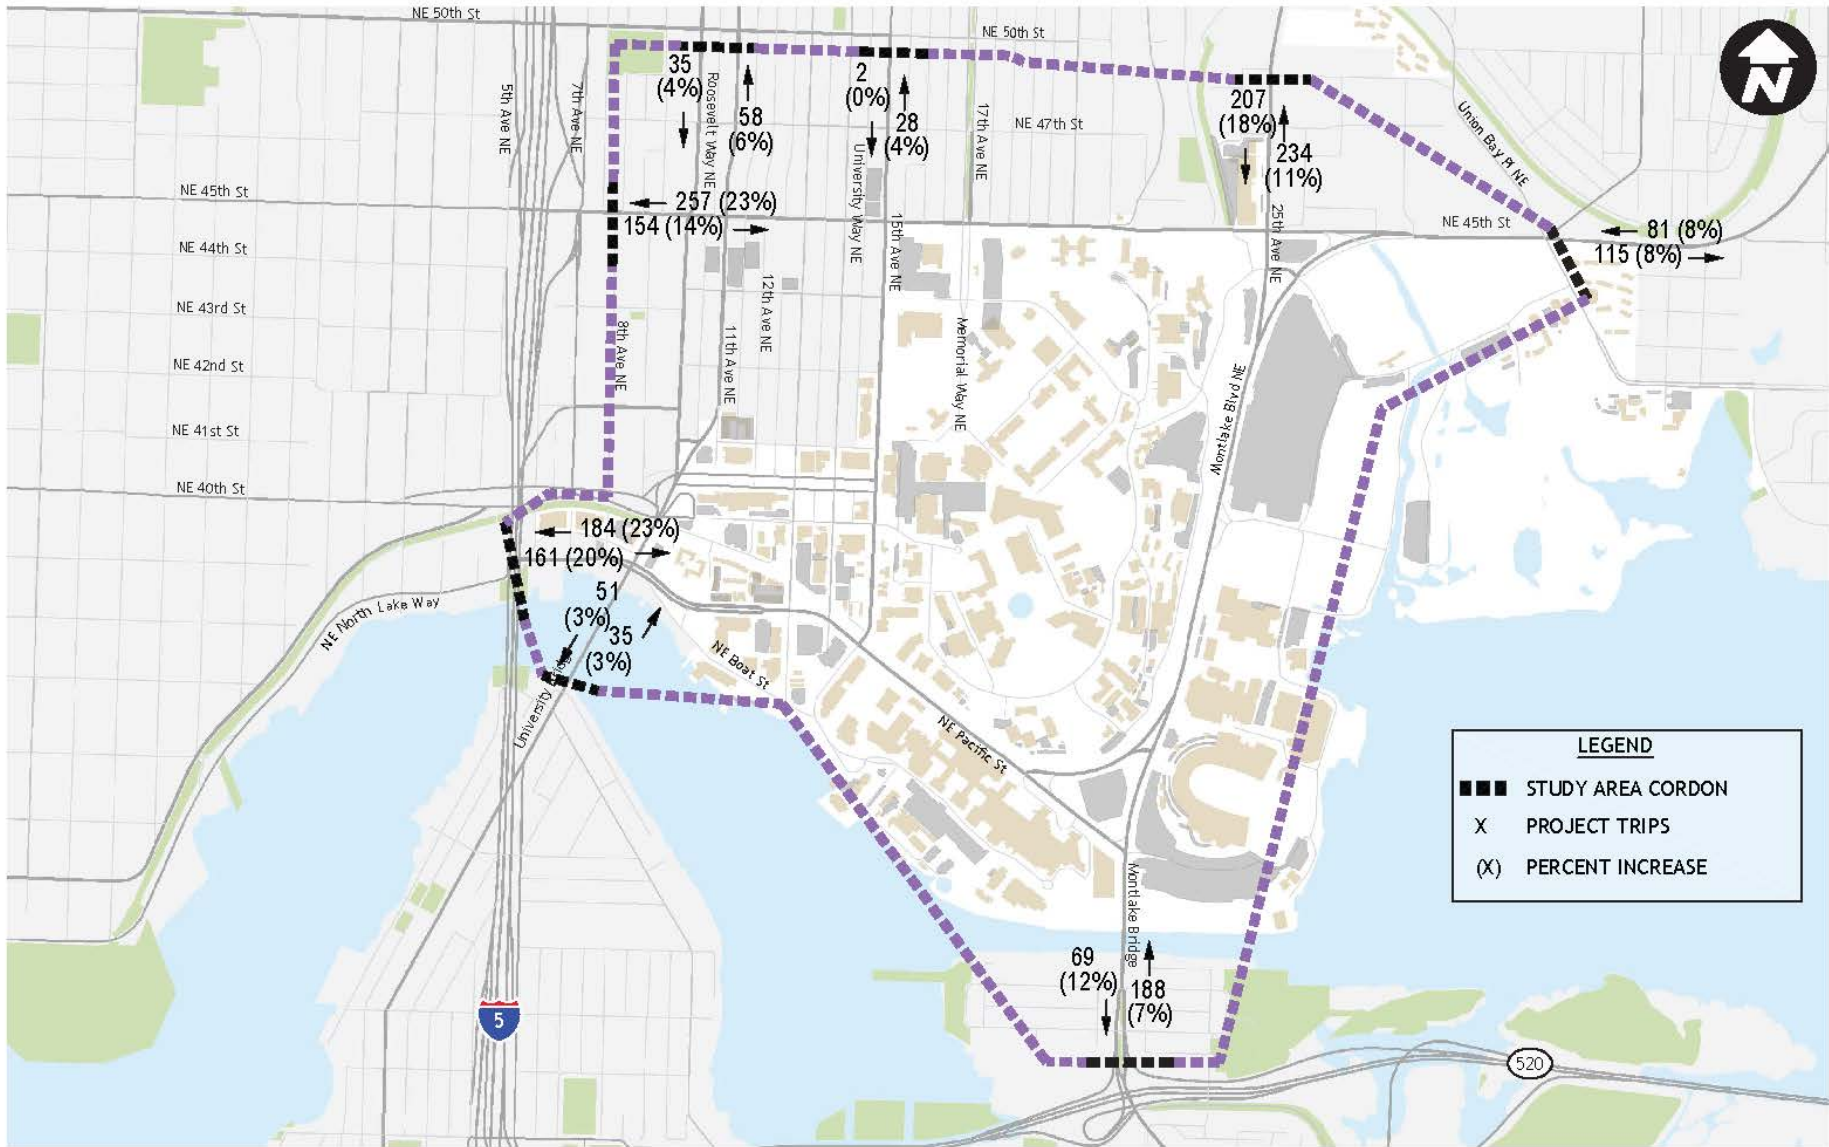 NE 50th St
NE 50th St
N
35
(4%)
58
(6%)
2
(0%)
28
(4%)
207
(18%)
234
(11%)
5th Ave NE
7th Ave NE
Roosevelt Way NE
University Way NE
17th Ave NE
NE 47th St
Union Bay Pl NE
25th Ave NE
NE 45th St
257 (23%)
154 (14%)
NE 45th St
81 (8%)
115 (8%)
15th Ave NE
NE 44th St
12th Ave NE
NE 43rd St
8th Ave NE
11th Ave NE
Memorial Way NE
NE 42nd St
Montlake Blvd NE
NE 41st St
NE 40th St
184 (23%)
161 (20%)
51
(3%)
35
(3%)
NE North Lake Way
University
NE Boat St
NE Pacific St
LEGEND
STUDY AREA CORDON
X PROJECT TRIPS
(X) PERCENT INCREASE
Montlake Bridge
69
(12%)
188
(7%)
5
520